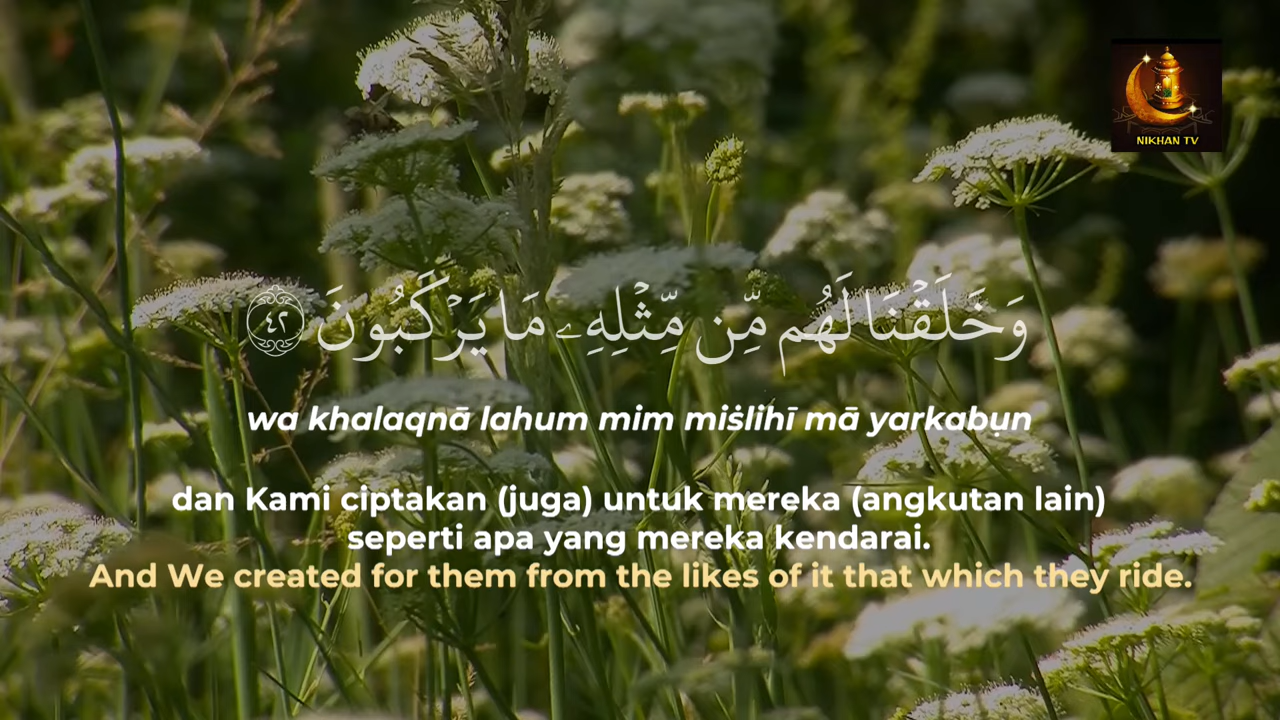 NIKHAN TV
وَخَلَقْنَا لَهُم مِّن مِّثْلِهِۦ مَا يَرْكَبُونَ ٤٢
wa khalaqnā lahum mim miṡlihī mā yarkabụn
dan Kami ciptakan (juga) untuk mereka (angkutan lain)
seperti apa yang mereka kendarai.
And We created for them from the likes of it that which they ride.